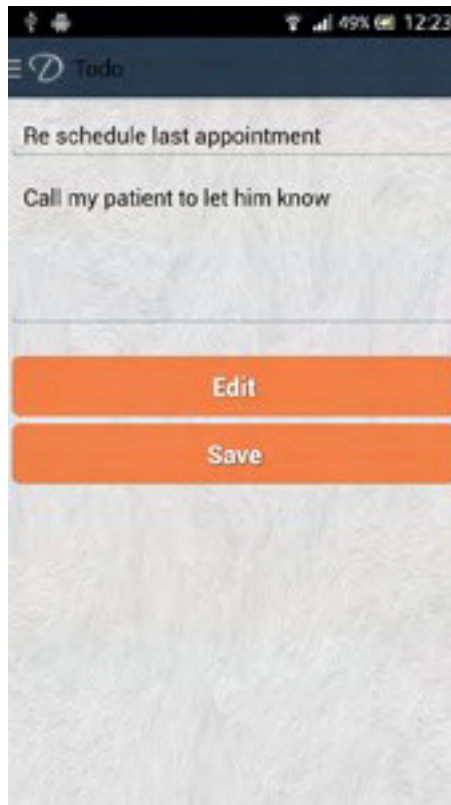 49% 12:23
D Todo
Re schedule last appointment
Call my patient to let him know
Edit
Save